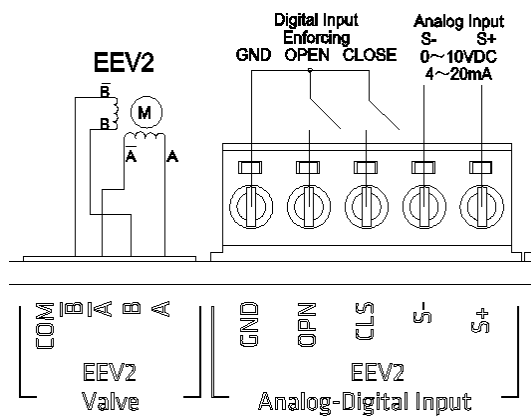 Digital Input
Enforcing
GND OPEN CLOSE
Analog Input
S- S+
0~10VDC
4~20mA
EEV2
B̅
B
M
A̅ A
COM B̅ A̅ B A
EEV2
Valve
GND OPN CLS S- S+
EEV2
Analog-Digital Input